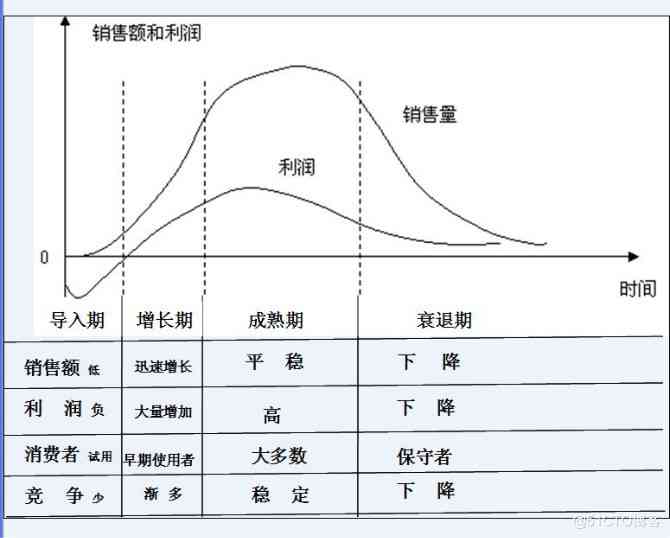 销售额和利润
销售量
利润
0
时间
导入期 增长期 成熟期 衰退期
销售额 低 迅速增长 平 稳 下 降
利 润 负 大量增加 高 下 降
消费者 试用 早期使用者 大多数 保守者
竞 争 少 渐 多 稳 定 下 降
@51CTO博客